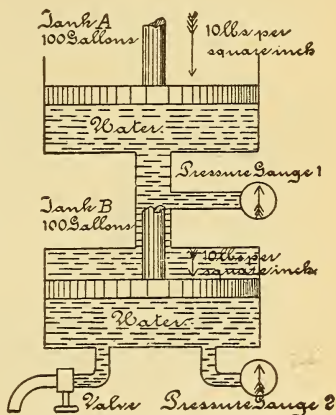 Tank A
100 Gallons
10 lbs per
square inch
Water.
Pressure Gauge 1
Tank B
100 Gallons
10 lbs per
square inch.
Water.
Valve
Pressure Gauge 2